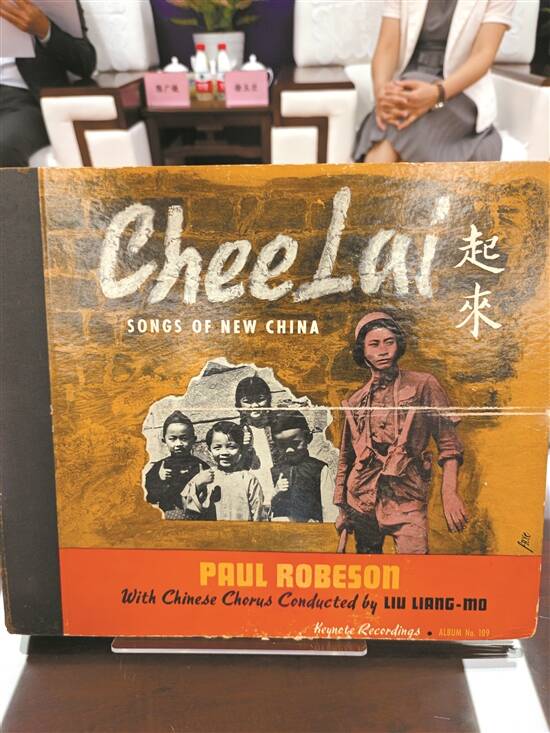 Chee Lai
起來
SONGS OF NEW CHINA
PAUL ROBESON
With Chinese Chorus Conducted by LIU LIANG-MO
Keynote Recordings • ALBUM No. 109